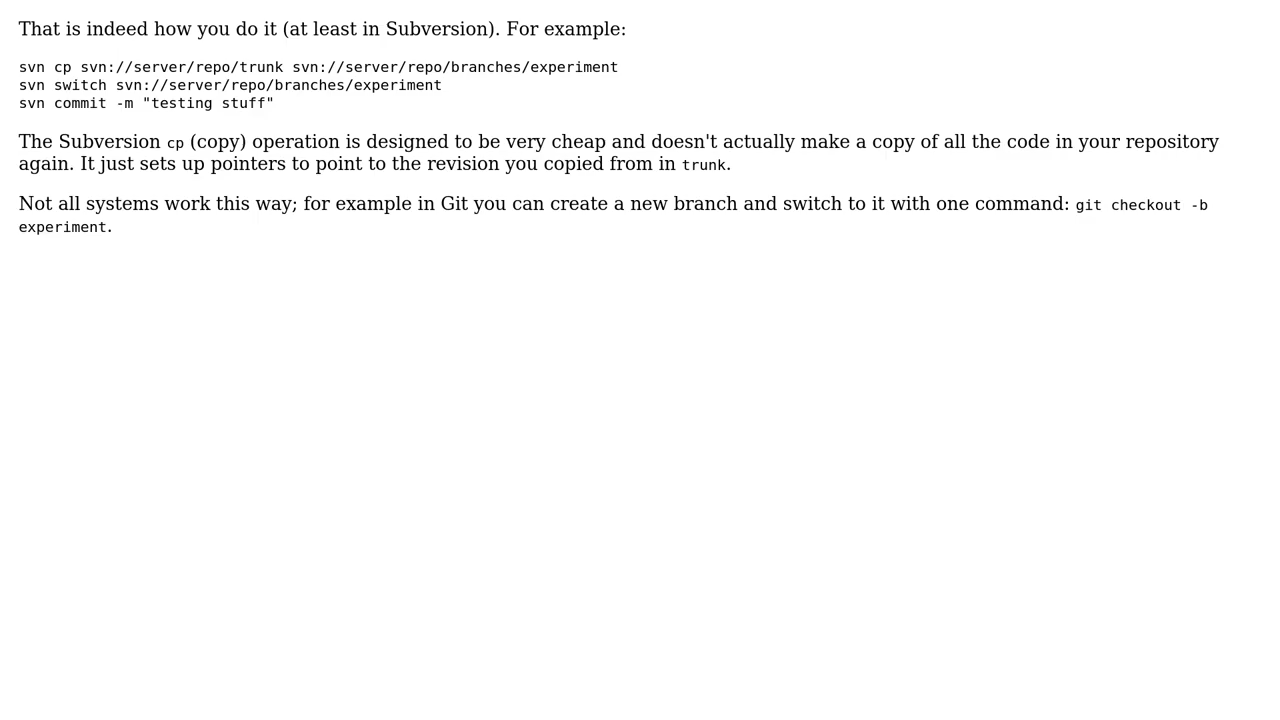 That is indeed how you do it (at least in Subversion). For example:
svn cp svn://server/repo/trunk svn://server/repo/branches/experiment
svn switch svn://server/repo/branches/experiment
svn commit -m "testing stuff"
The Subversion cp (copy) operation is designed to be very cheap and doesn't actually make a copy of all the code in your repository
again. It just sets up pointers to point to the revision you copied from in trunk.
Not all systems work this way; for example in Git you can create a new branch and switch to it with one command: git checkout -b
experiment.